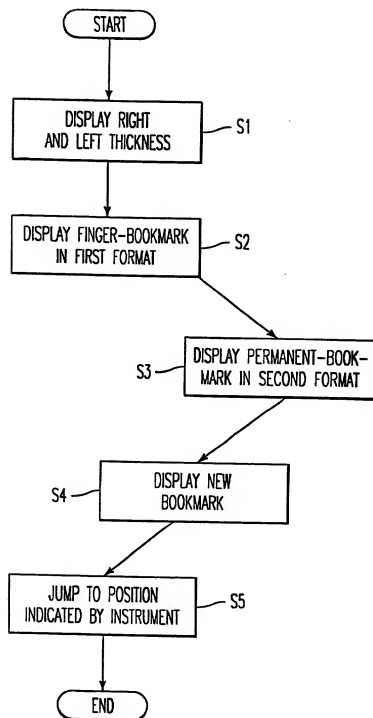 START
DISPLAY RIGHT
AND LEFT THICKNESS
S1
DISPLAY FINGER-BOOKMARK
IN FIRST FORMAT
S2
DISPLAY PERMANENT-BOOK-
MARK IN SECOND FORMAT
S3
DISPLAY NEW
BOOKMARK
S4
JUMP TO POSITION
INDICATED BY INSTRUMENT
S5
END